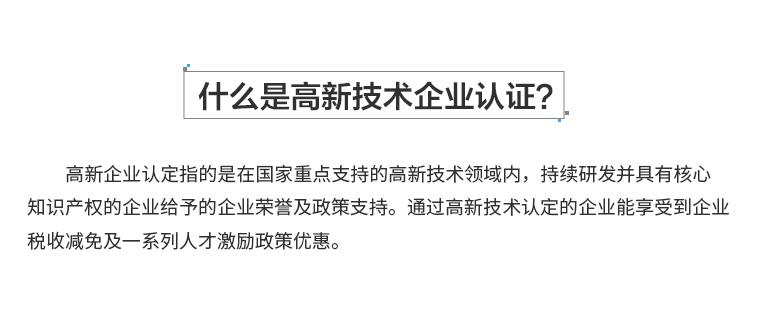 什么是高新技术企业认证?
高新企业认定指的是在国家重点支持的高新技术领域内，持续研发并具有核心
知识产权的企业给予的企业荣誉及政策支持。通过高新技术认定的企业能享受到企业
税收减免及一系列人才激励政策优惠。